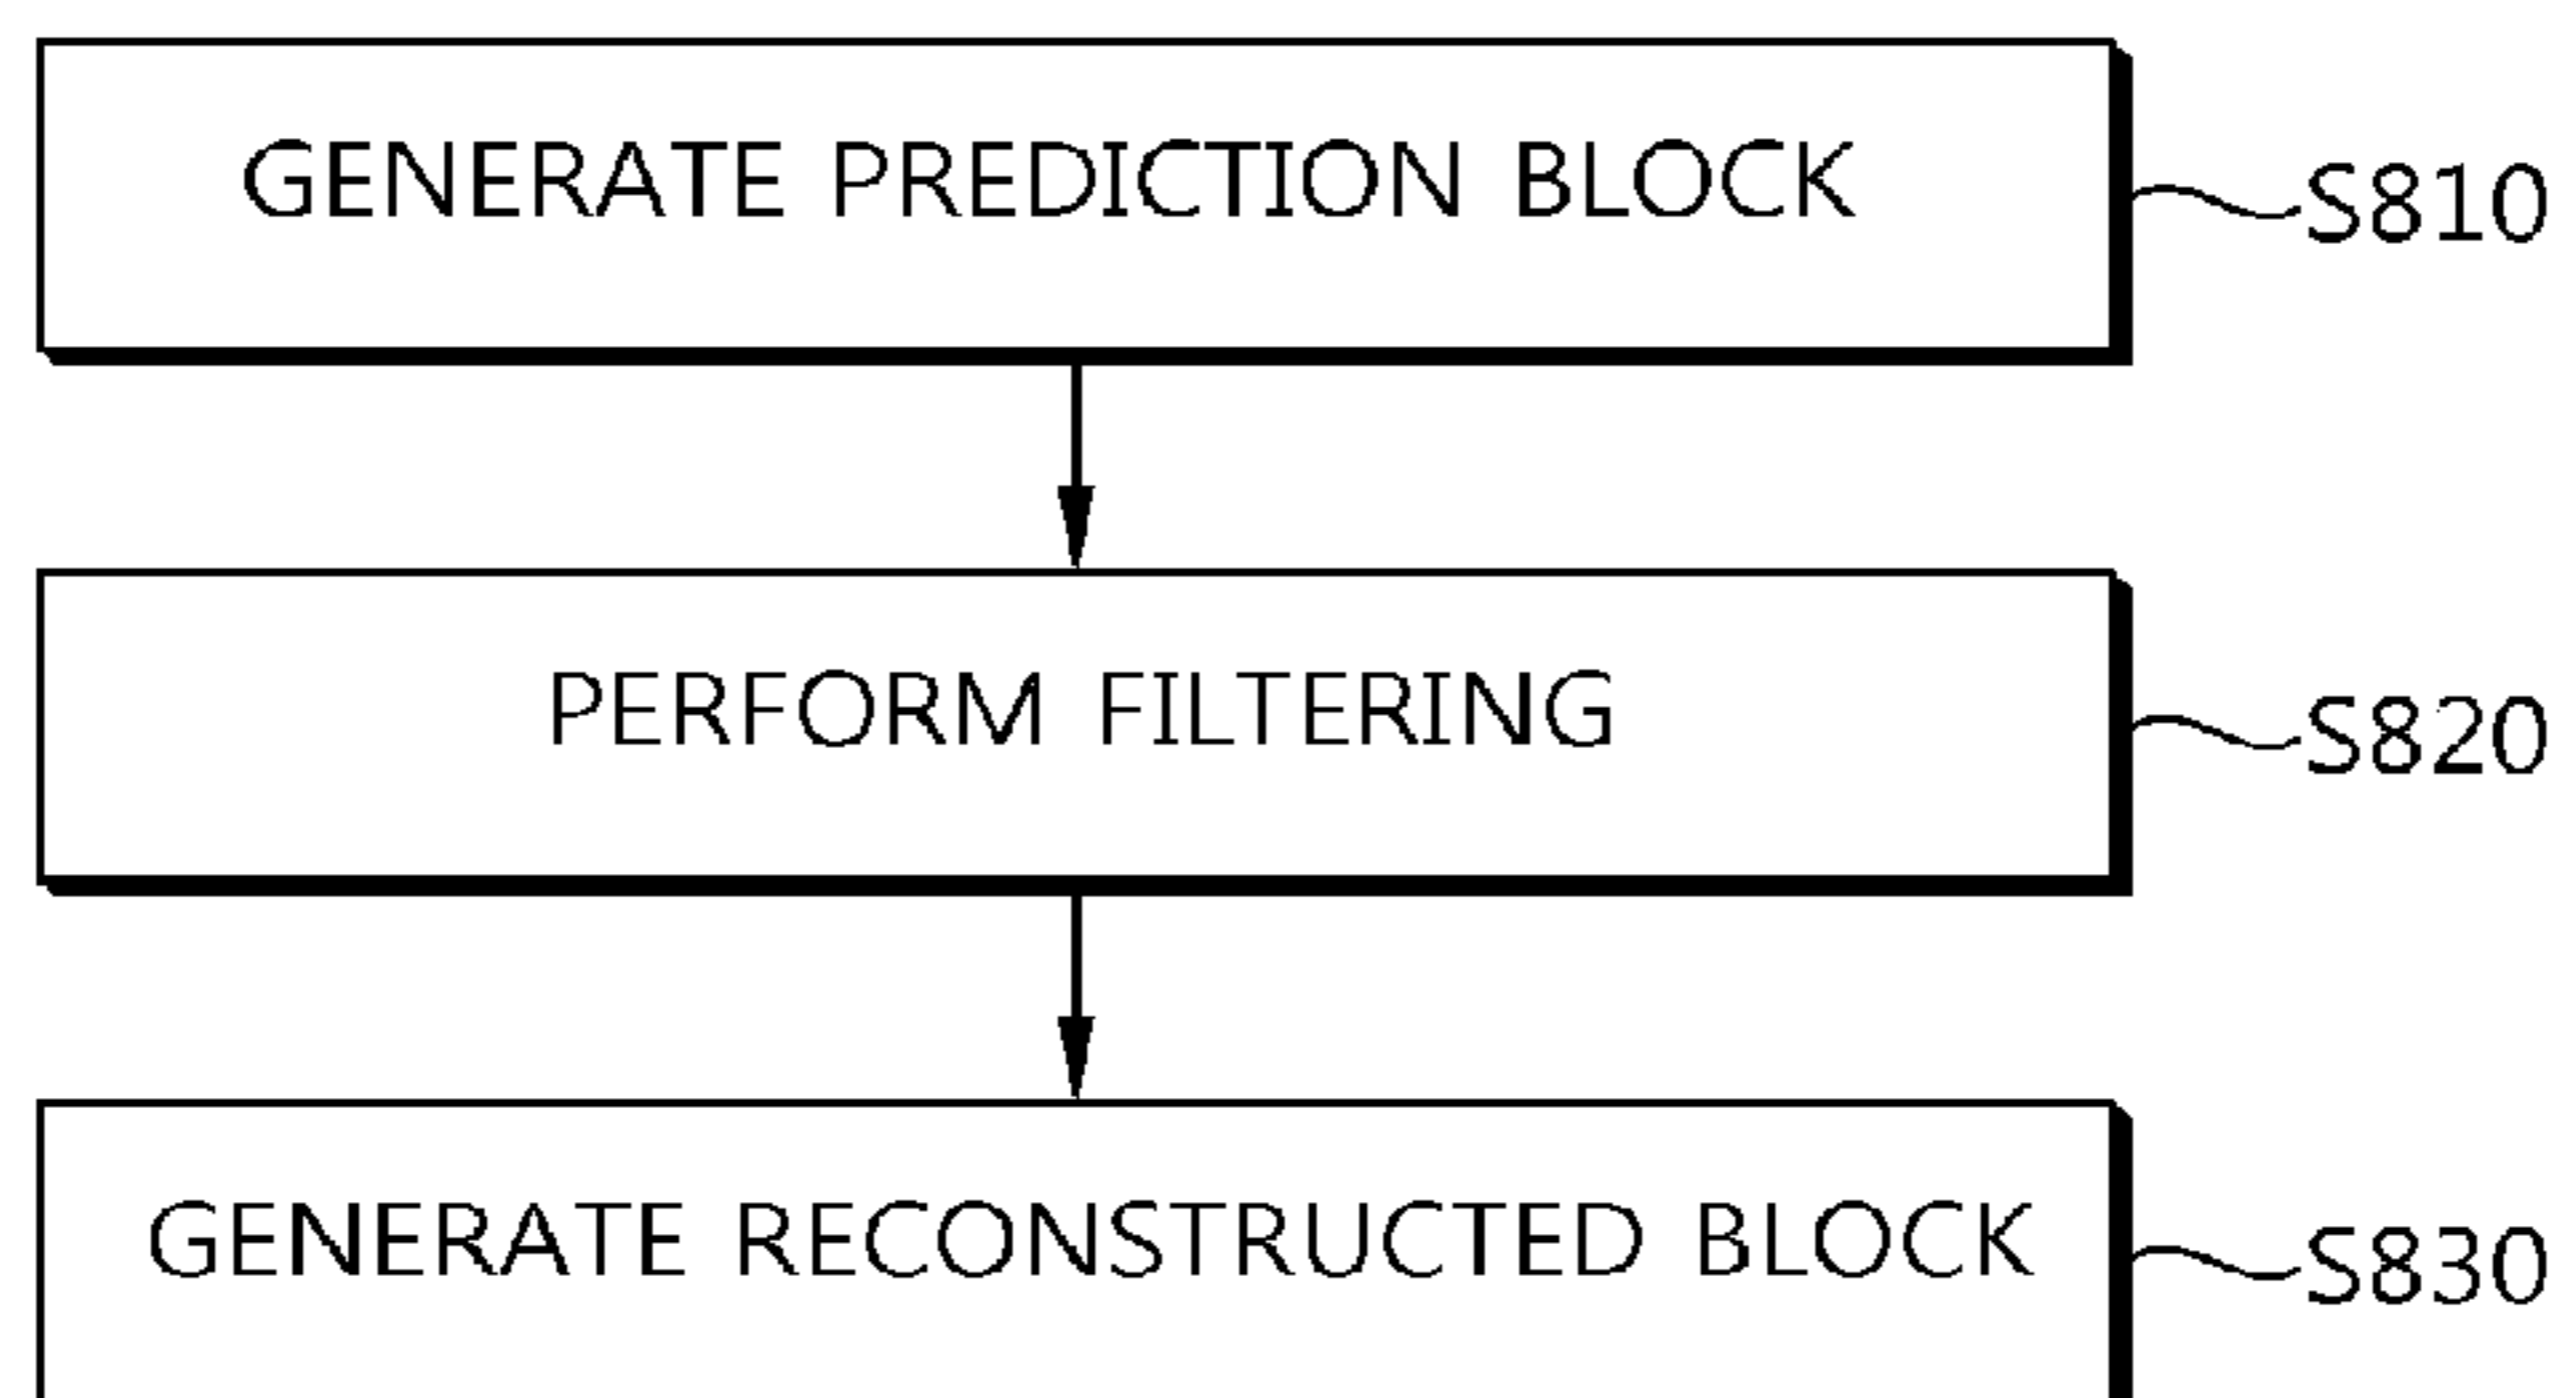 GENERATE PREDICTION BLOCK
S810
PERFORM FILTERING
S820
GENERATE RECONSTRUCTED BLOCK
S830